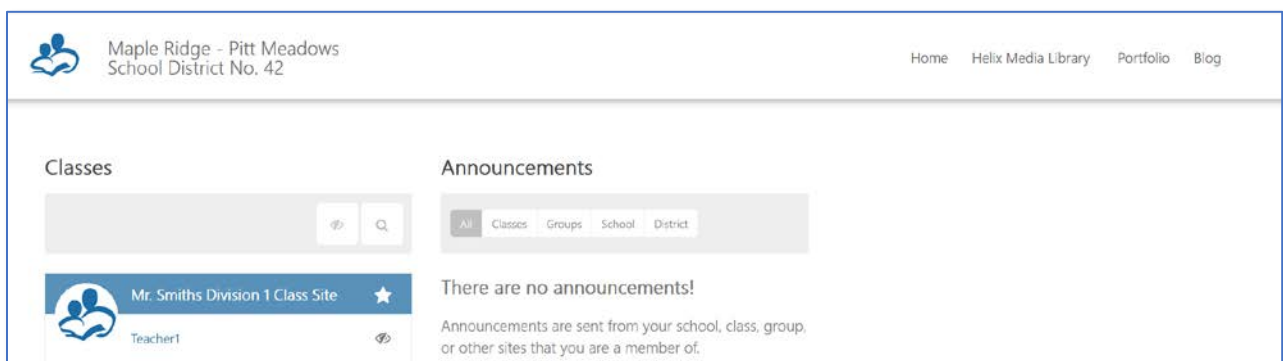 Maple Ridge - Pitt Meadows
School District No. 42
Home Helix Media Library Portfolio Blog
Classes
Announcements
All Classes Groups School District
Mr. Smiths Division 1 Class Site
Teacher1
There are no announcements!
Announcements are sent from your school, class, group,
or other sites that you are a member of.